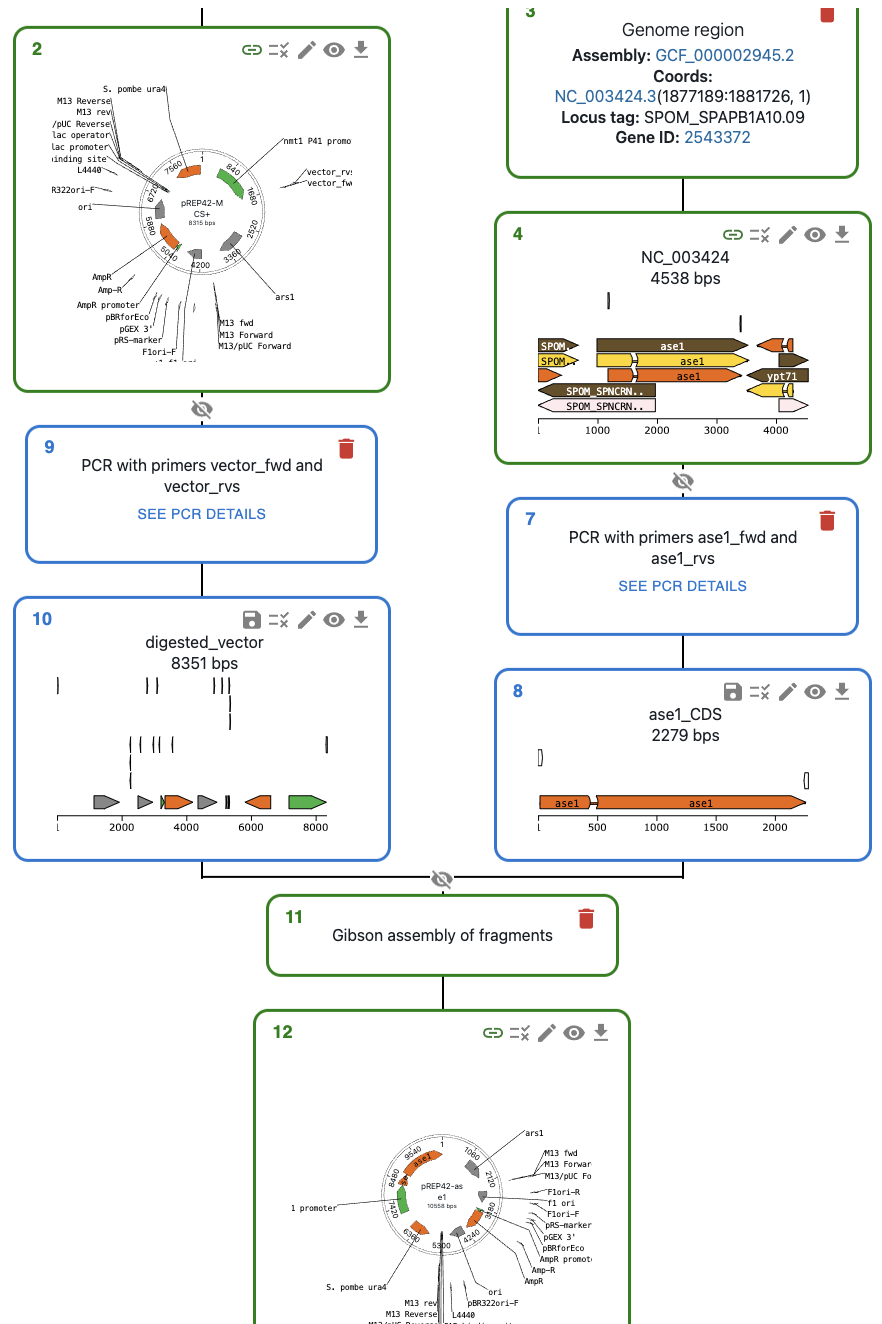 2
S. pombe ura4
M13 Reverse
M13 rev
/pUC Reverse
lac operator
lac promoter
inding site
L4440
R322ori-F
ori
AmpR
Amp-R
AmpR promoter
pBRforEco
pGEX 3'
pRS-marker
F1ori-F
M13 fwd
M13 Forward
M13/pUC Forward
ars1
nmt1 P41 promo
vector_rvs
vector_fw
1
840
1680
2520
3360
4200
5040
5880
6720
7560
pREP42-M
CS+
8315 bps
3
Genome region
Assembly: GCF_000002945.2
Coords:
NC_003424.3(1877189:1881726, 1)
Locus tag: SPOM_SPAPB1A10.09
Gene ID: 2543372
4
NC_003424
4538 bps
SPOM.
ase1
SPOM..
ase1
ase1
ypt71
SPOM_SPNCRN..
SPOM_SPNCRN..
1000 2000 3000 4000
9
PCR with primers vector_fwd and
vector_rvs
SEE PCR DETAILS
7
PCR with primers ase1_fwd and
ase1_rvs
SEE PCR DETAILS
10
digested_vector
8351 bps
2000 4000 6000 8000
8
ase1_CDS
2279 bps
ase1 ase1
500 1000 1500 2000
11
Gibson assembly of fragments
12
ars1
M13 fwd
M13 Forwar
M13/pUC Fo
F1ori-R
f1 ori
F1ori-F
pRS-marker
pGEX 3'
pBRforEco
AmpR promot
Amp-R
AmpR
ori
pBR322ori-F
L4440
1 promoter
S. pombe ura4
M13 rev
M13 Reverse
1
1060
2120
3180
4240
5300
6360
7420
8480
9540
ase1
pREP42-as
e1
10558 bps